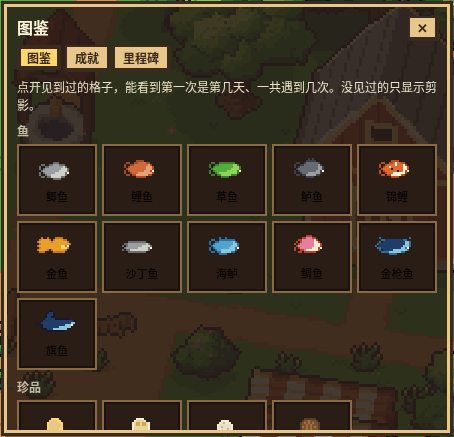 图鉴
×
图鉴 成就 里程碑
点开见到过的格子，能看到第一次是第几天、一共遇到几次。没见过的只显示剪
影。
鱼
鲫鱼 鲤鱼 草鱼 鲈鱼 锦鲤
金鱼 沙丁鱼 海鲈 鲷鱼 金枪鱼
旗鱼
珍品